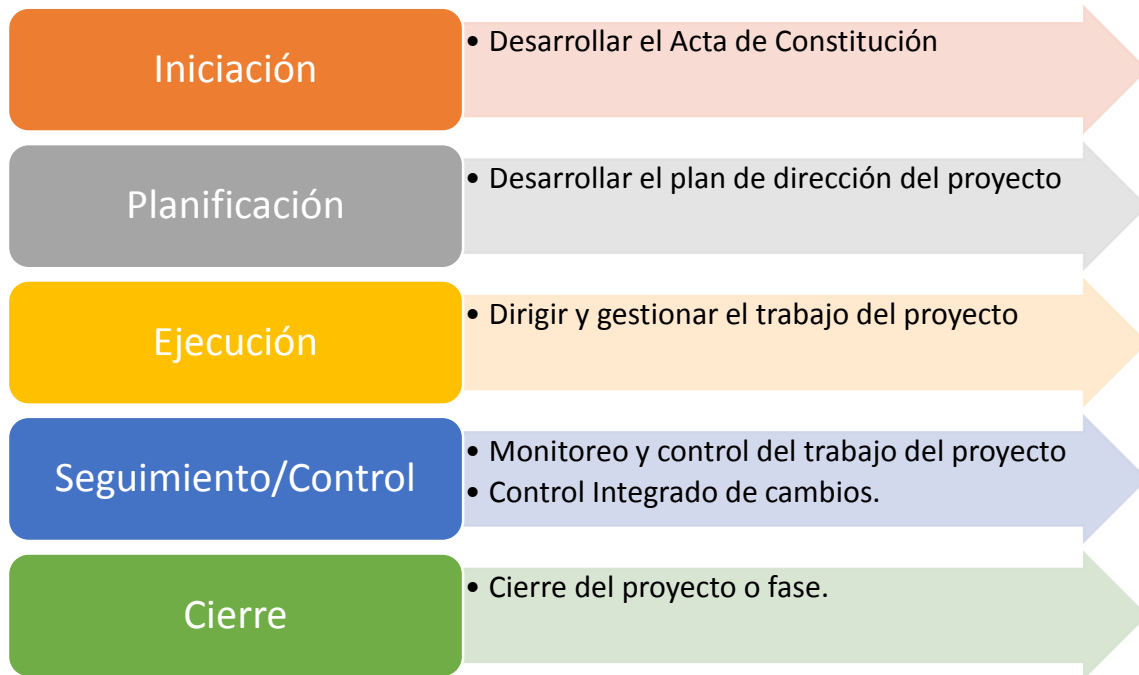 Iniciación
• Desarrollar el Acta de Constitución
Planificación
• Desarrollar el plan de dirección del proyecto
Ejecución
• Dirigir y gestionar el trabajo del proyecto
Seguimiento/Control
• Monitoreo y control del trabajo del proyecto
• Control Integrado de cambios.
Cierre
• Cierre del proyecto o fase.